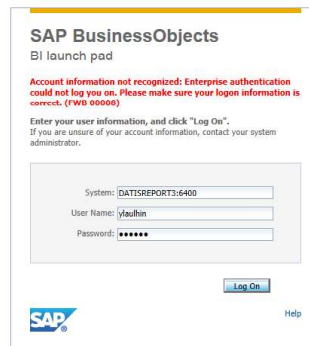 SAP BusinessObjects
BI launch pad
Account information not recognized: Enterprise authentication
could not log you on. Please make sure your logon information is
correct. (FWB 00008)
Enter your user information, and click "Log On".
If you are unsure of your account information, contact your system
administrator.
System: DATISREPORT3:6400
User Name: ylaulhin
Password: ••••••
Log On
Help
SAP®